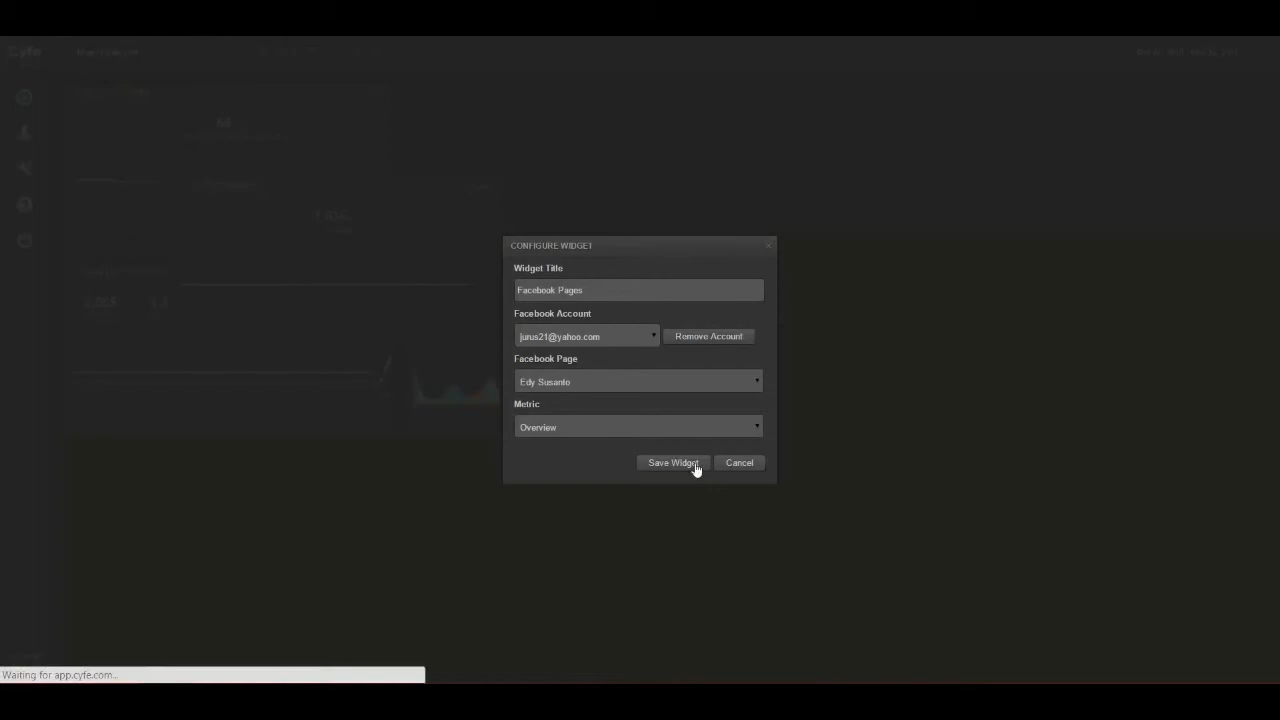 Cyfe
CONFIGURE WIDGET
Widget Title
Facebook Pages
Facebook Account
jurus21@yahoo.com
Remove Account
Facebook Page
Edy Susanto
Metric
Overview
Save Widget
Cancel
Waiting for app.cyfe.com...